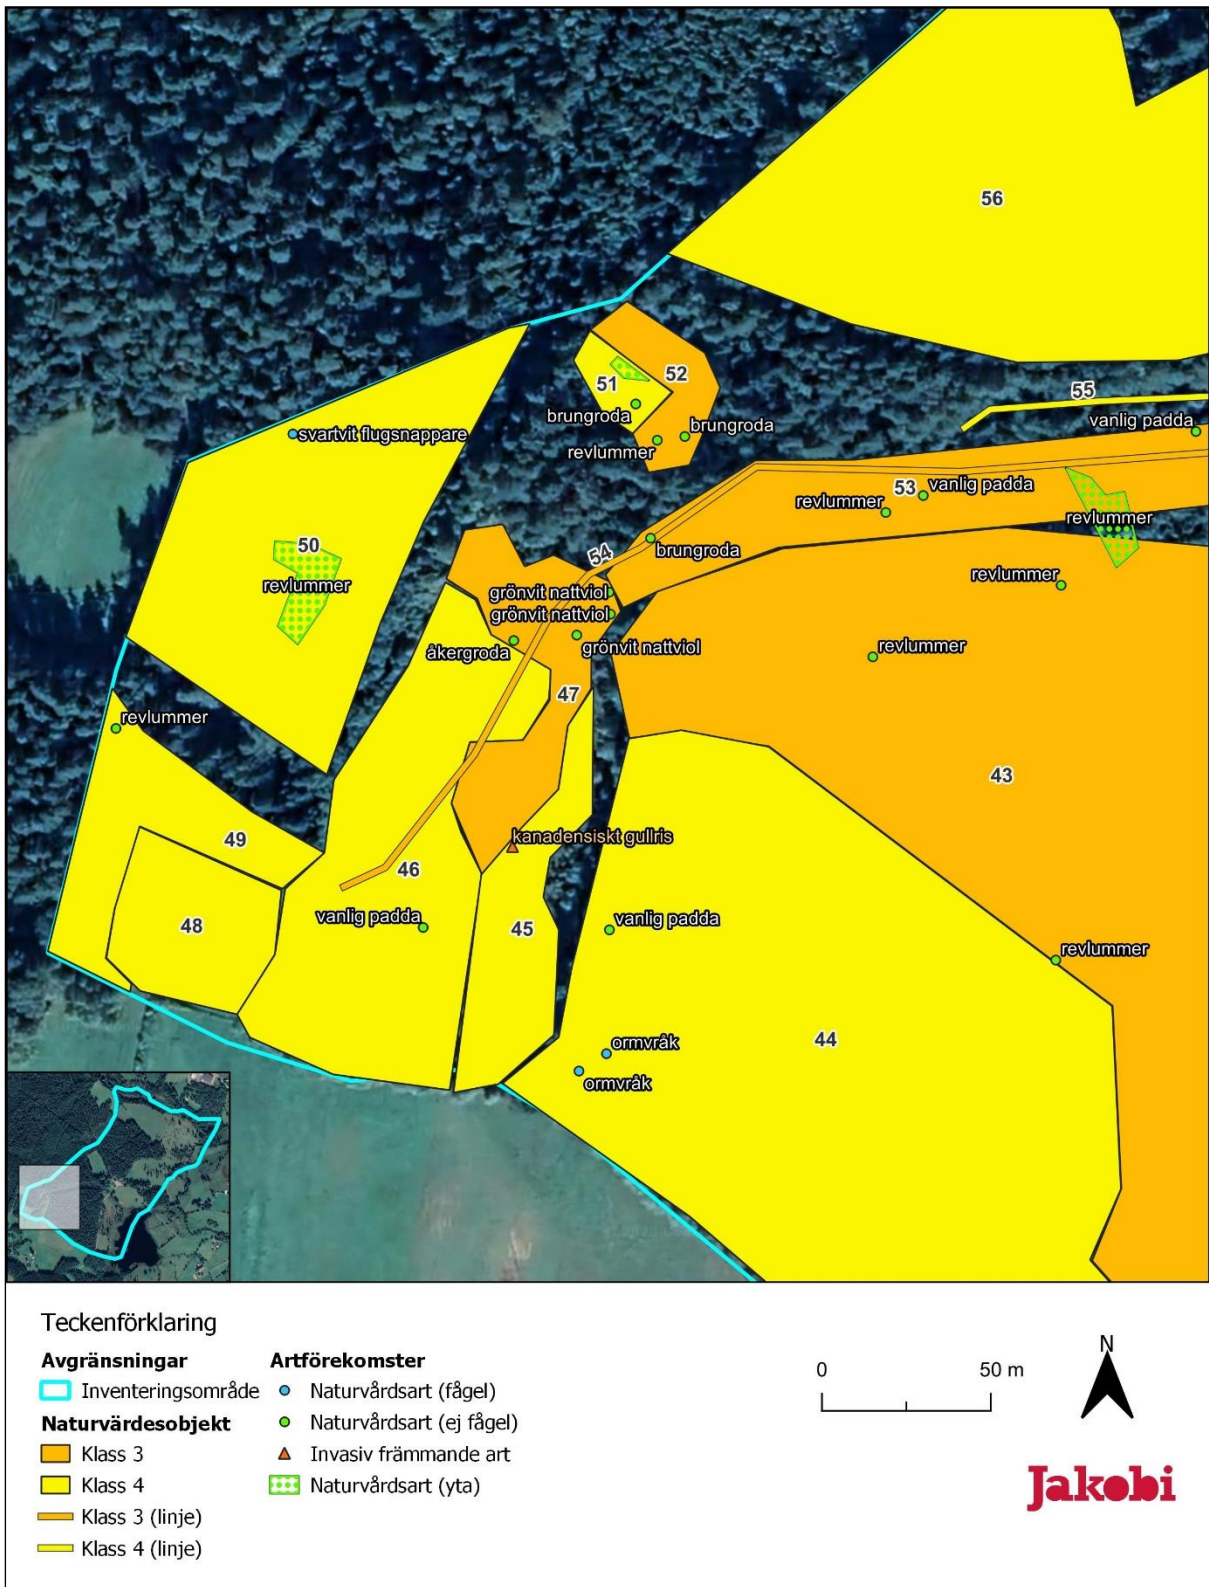 56
52
51
brungroda
brungroda
revlummer
55
vanlig padda
svartvit flugsnappare
53
vanlig padda
revlummer
revlummer
50
revlummer
54
brungroda
grönvit nattviol
grönvit nattviol
grönvit nattviol
åkergroda
revlummer
revlummer
47
revlummer
43
49
kanadensiskt gullris
46
48
vanlig padda
45
vanlig padda
revlummer
ormvråk
ormvråk
44
Teckenförklaring
Avgränsningar
Inventeringsområde
Naturvärdesobjekt
Klass 3
Klass 4
Klass 3 (linje)
Klass 4 (linje)
Artförekomster
Naturvårdsart (fågel)
Naturvårdsart (ej fågel)
Invasiv främmande art
Naturvårdsart (yta)
0 50 m
N
Jakobi